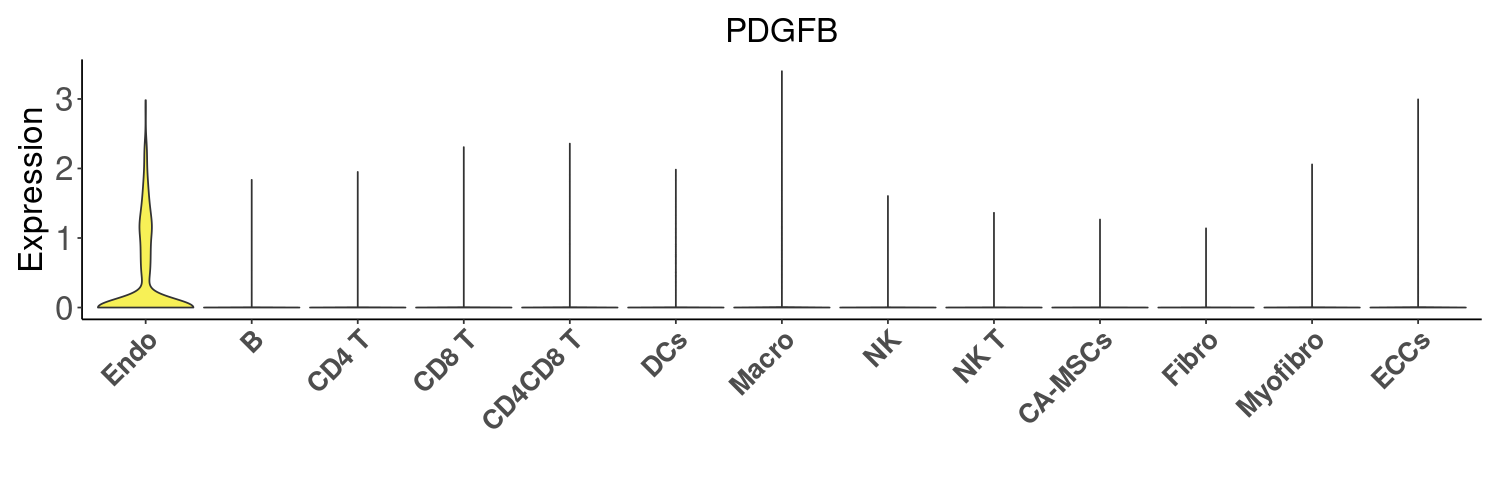 PDGFB
Expression
3
2
1
0
Endo
B
CD4 T
CD8 T
CD4CD8 T
DCs
Macro
NK
NK T
CA-MSCs
Fibro
Myofibro
ECCs